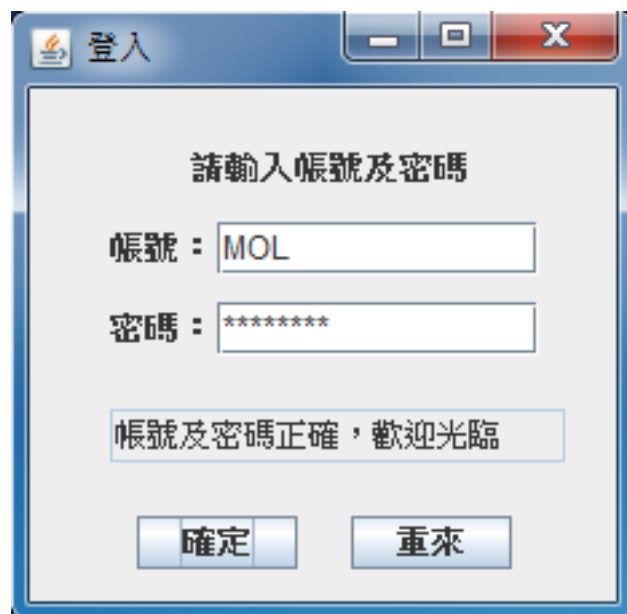 登入
請輸入帳號及密碼
帳號：MOL
密碼：********
帳號及密碼正確，歡迎光臨
確定 重來